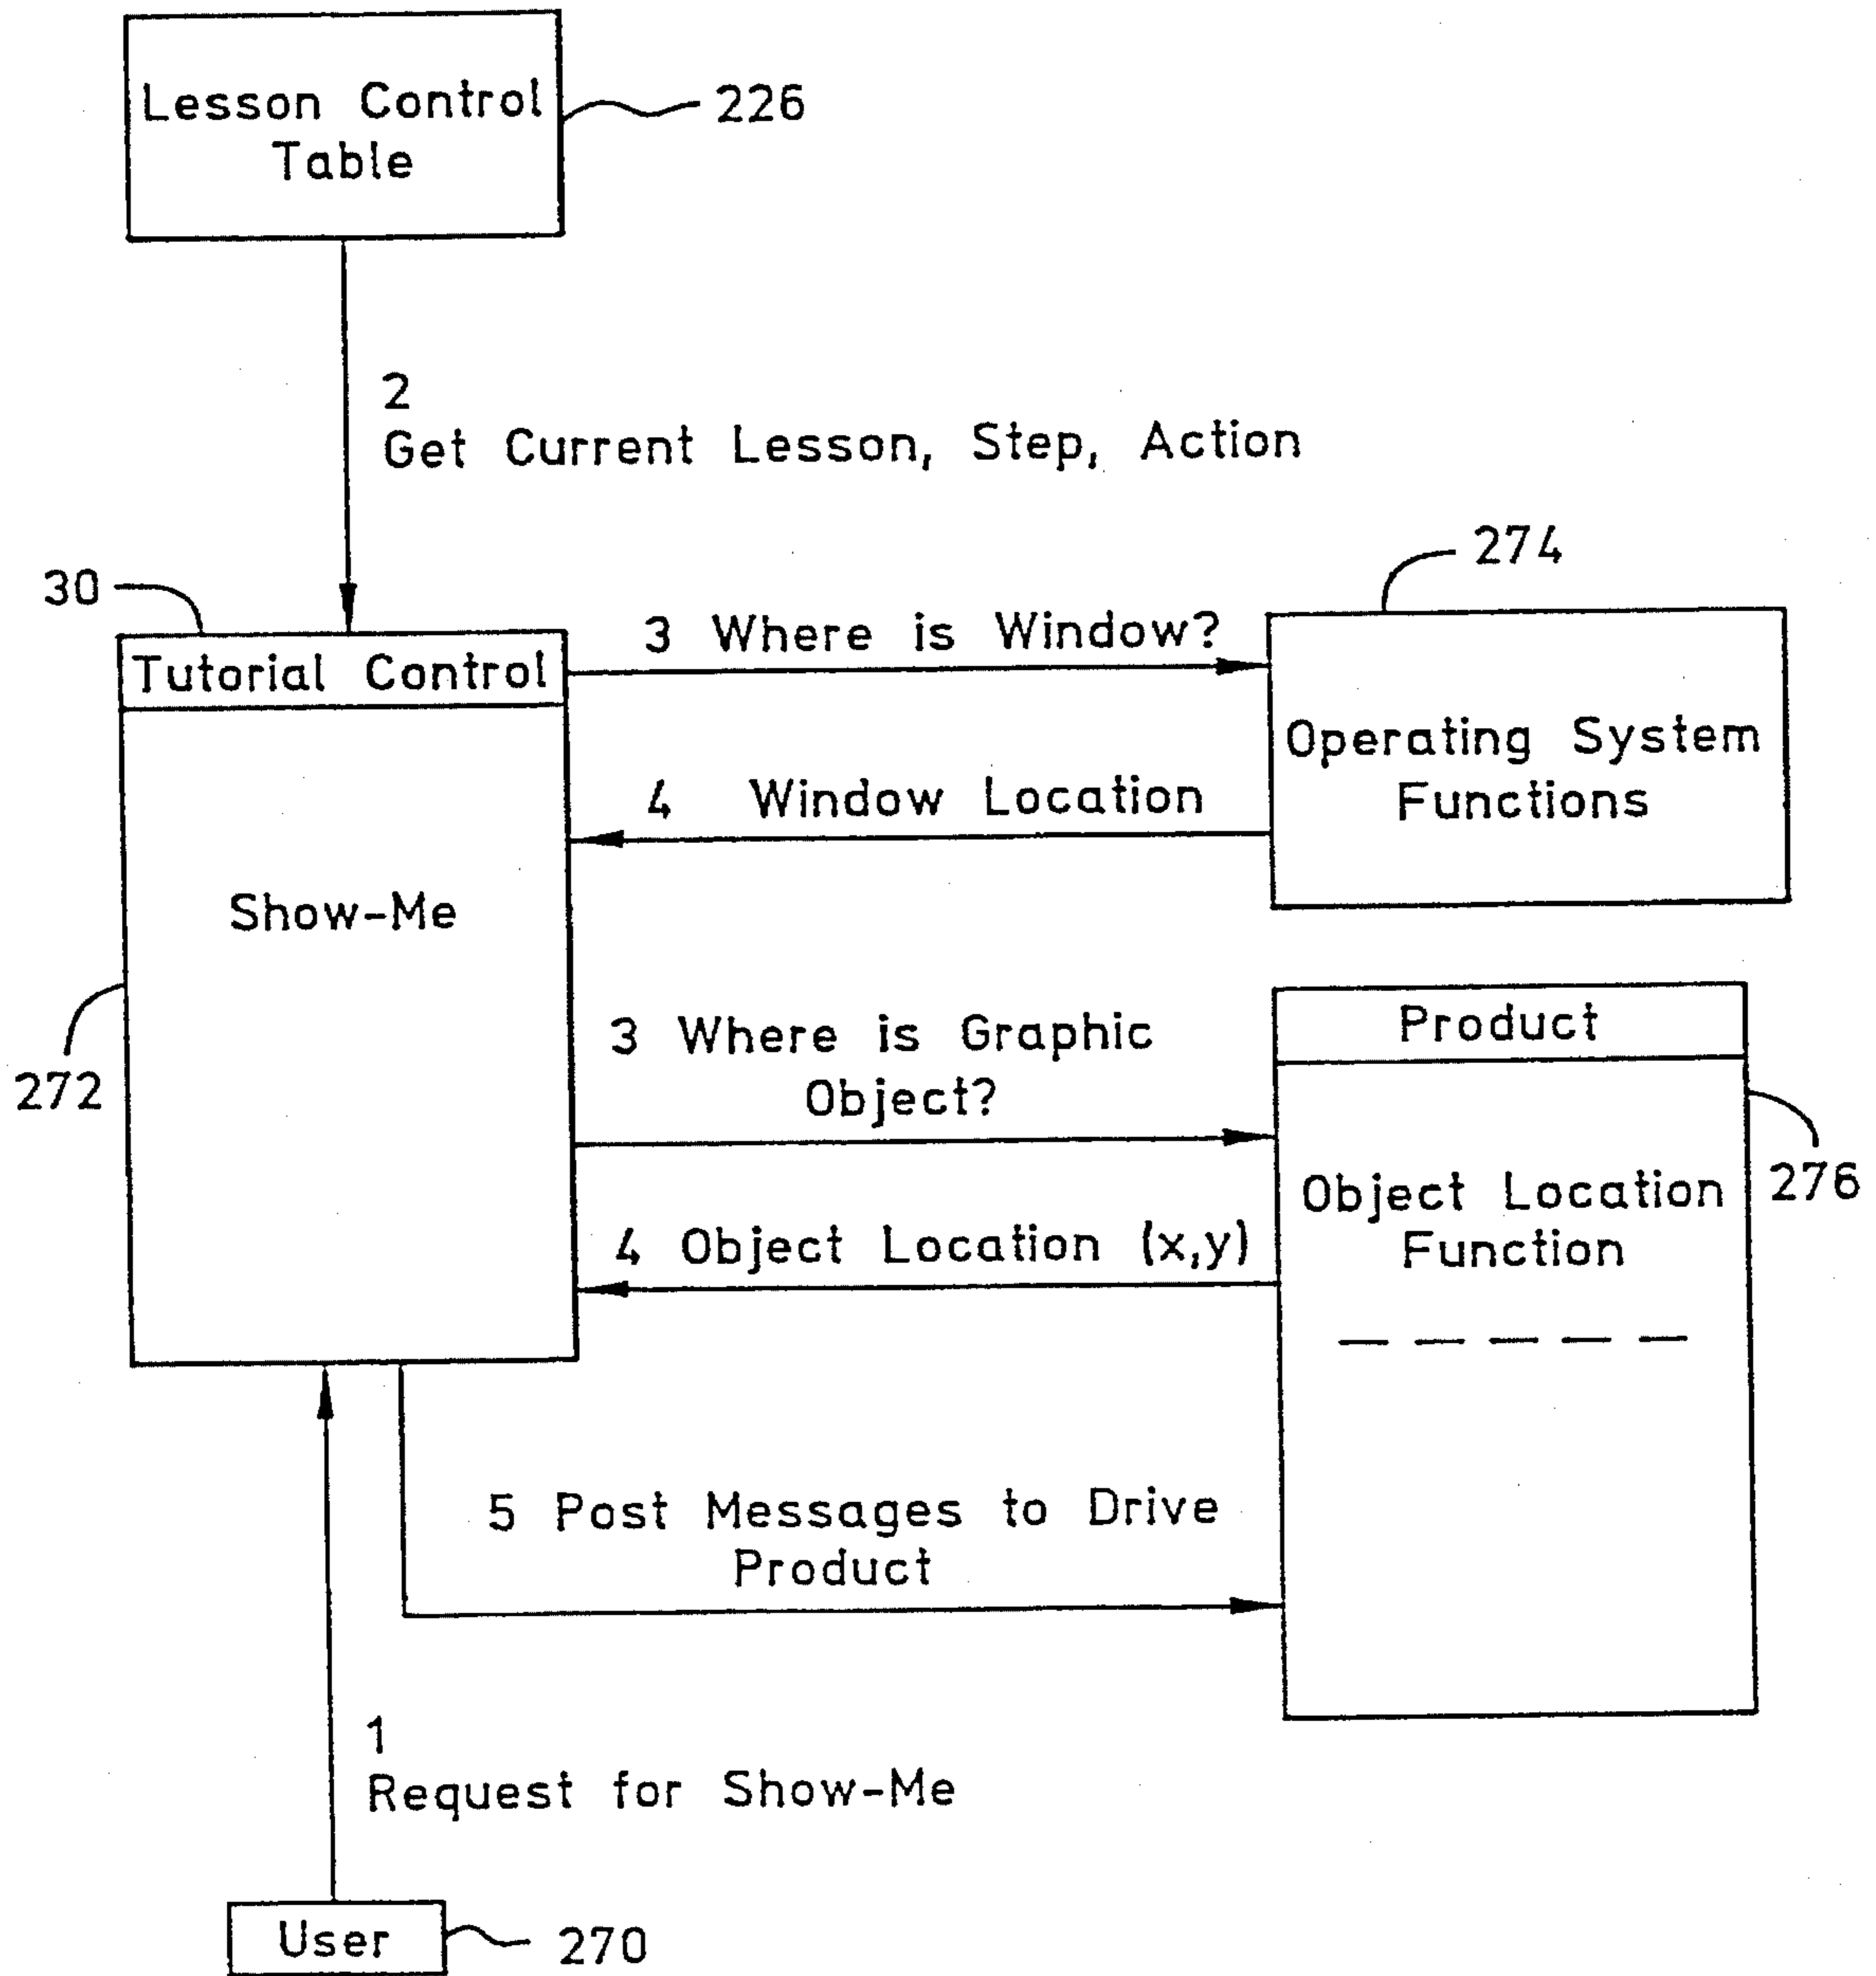 Lesson Control
Table
226
2
Get Current Lesson, Step, Action
30
Tutorial Control
3 Where is Window?
274
Operating System
Functions
4 Window Location
Show-Me
272
3 Where is Graphic
Object?
Product
276
Object Location
Function
4 Object Location (x,y)
5 Post Messages to Drive
Product
1
Request for Show-Me
User
270